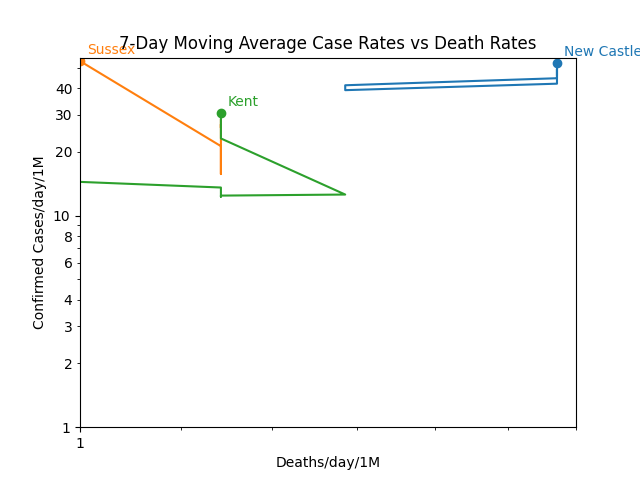 7-Day Moving Average Case Rates vs Death Rates
Sussex
New Castle
Kent
40
30
20
10
8
6
4
3
2
1
1
Confirmed Cases/day/1M
Deaths/day/1M